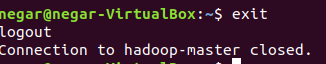 negar@negar-VirtualBox:~$ exit
logout
Connection to hadoop-master closed.